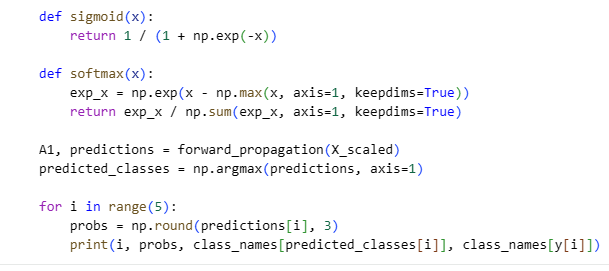 def sigmoid(x):
    return 1 / (1 + np.exp(-x))

def softmax(x):
    exp_x = np.exp(x - np.max(x, axis=1, keepdims=True))
    return exp_x / np.sum(exp_x, axis=1, keepdims=True)

A1, predictions = forward_propagation(X_scaled)
predicted_classes = np.argmax(predictions, axis=1)

for i in range(5):
    probs = np.round(predictions[i], 3)
    print(i, probs, class_names[predicted_classes[i]], class_names[y[i]])